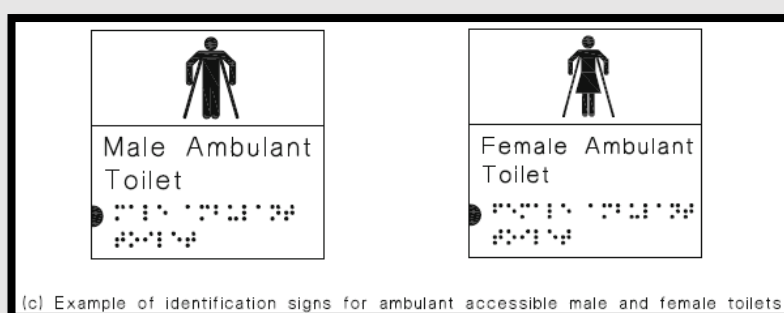 Male Ambulant
Toilet
⠍⠁⠇⠑ ⠁⠍⠃⠥⠇⠁⠝⠞
⠞⠕⠊⠇⠑⠞
Female Ambulant
Toilet
⠋⠑⠍⠁⠇⠑ ⠁⠍⠃⠥⠇⠁⠝⠞
⠞⠕⠊⠇⠑⠞
(c) Example of identification signs for ambulant accessible male and female toilets